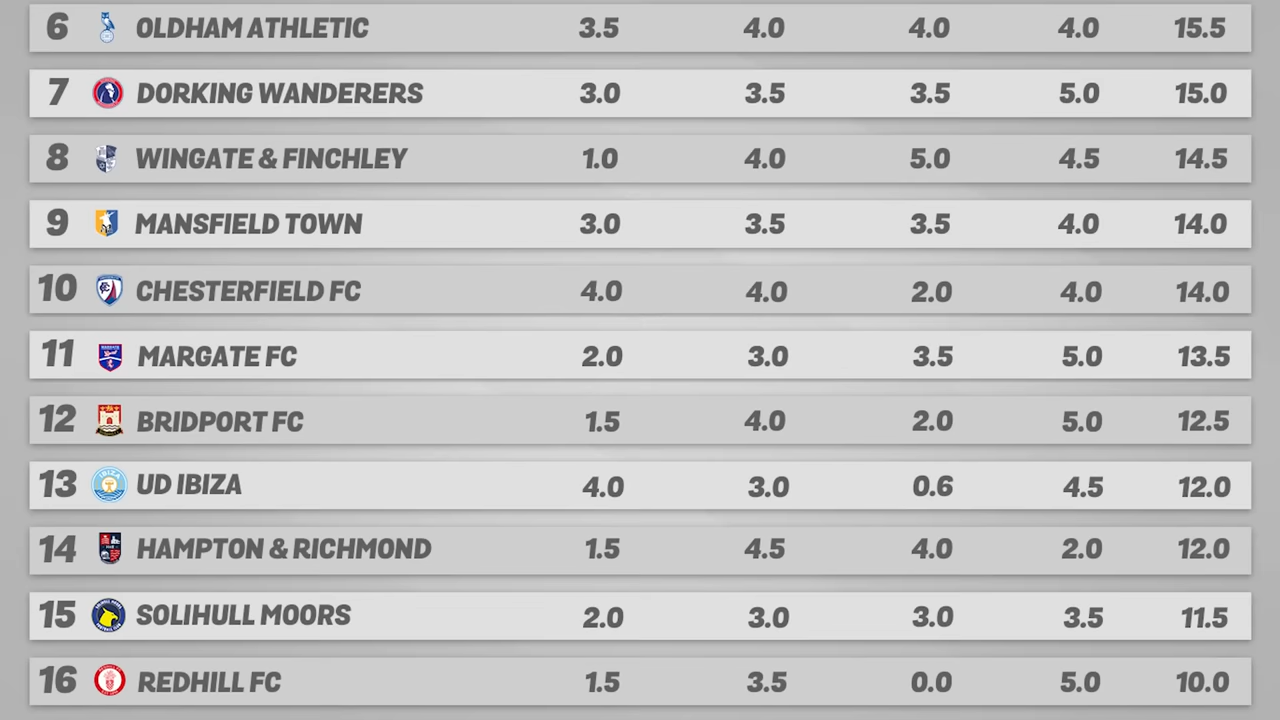 6 OLDHAM ATHLETIC 3.5 4.0 4.0 4.0 15.5
7 DORKING WANDERERS 3.0 3.5 3.5 5.0 15.0
8 WINGATE & FINCHLEY 1.0 4.0 5.0 4.5 14.5
9 MANSFIELD TOWN 3.0 3.5 3.5 4.0 14.0
10 CHESTERFIELD FC 4.0 4.0 2.0 4.0 14.0
11 MARGATE FC 2.0 3.0 3.5 5.0 13.5
12 BRIDPORT FC 1.5 4.0 2.0 5.0 12.5
13 UD IBIZA 4.0 3.0 0.6 4.5 12.0
14 HAMPTON & RICHMOND 1.5 4.5 4.0 2.0 12.0
15 SOLIHULL MOORS 2.0 3.0 3.0 3.5 11.5
16 REDHILL FC 1.5 3.5 0.0 5.0 10.0